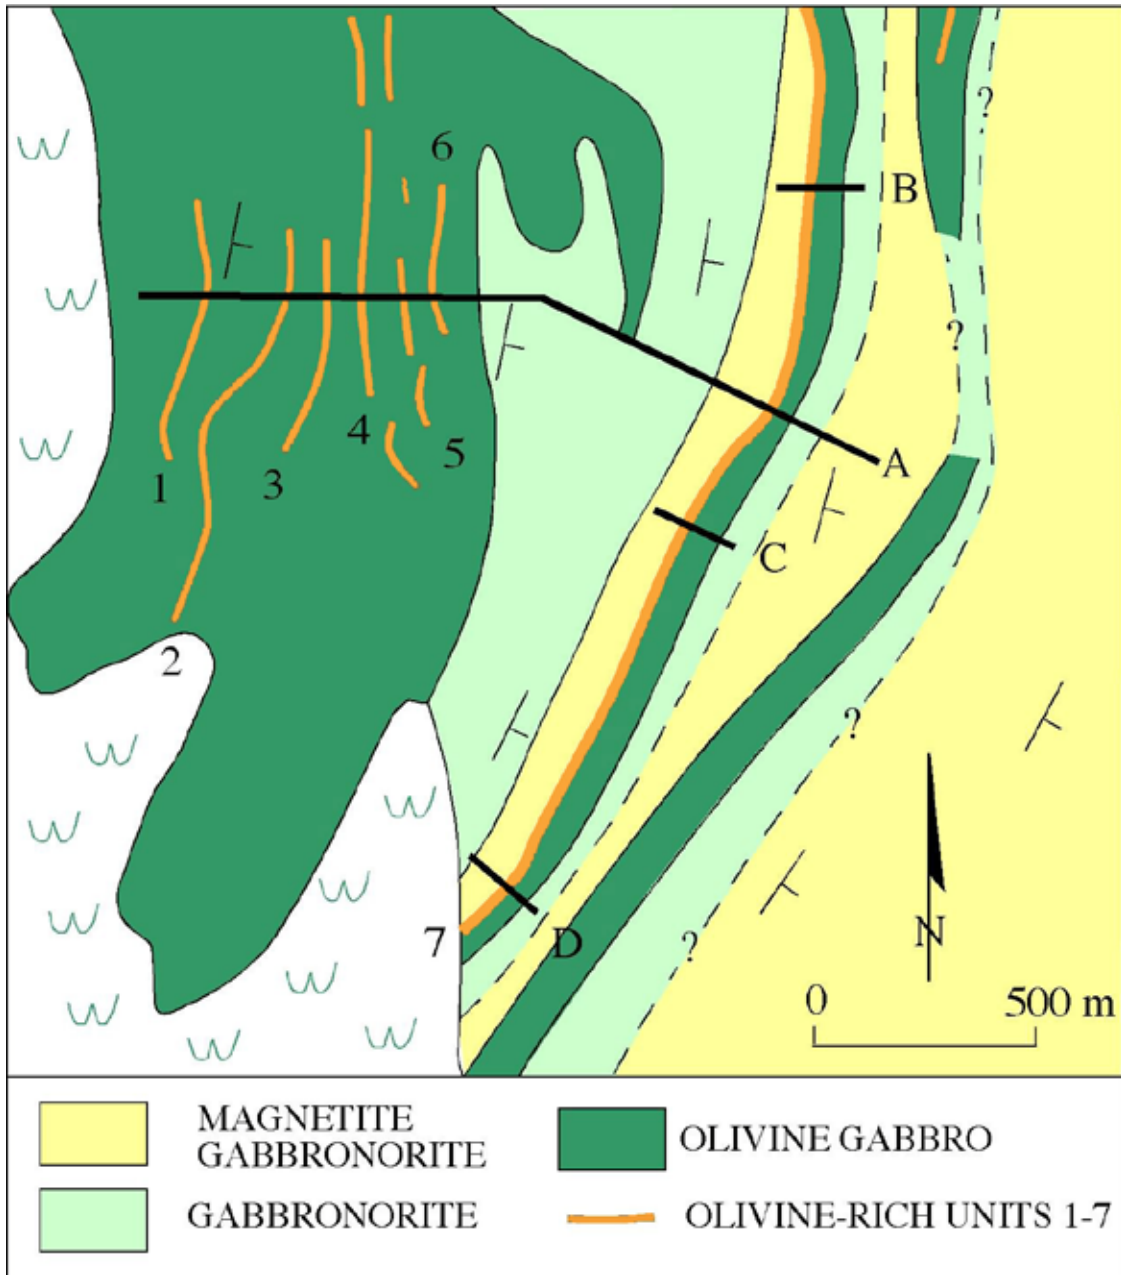 6
?
B
?
A
4
5
1
3
C
2
?
7
D
?
N
0
500 m
MAGNETITE
GABBRONORITE
OLIVINE GABBRO
GABBRONORITE
OLIVINE-RICH UNITS 1-7